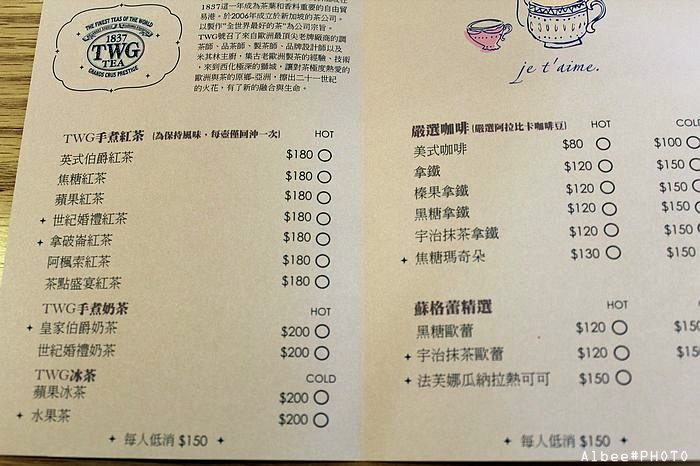 THE FINEST TEAS OF THE WORLD
1837
TWG
TEA
GRANDS CRUS PRESTIGE
1837這一年成為茶葉和香料重要的自由貿
易港。於2006年成立於新加坡的茶公司。
以製作"全世界最好的茶"為公司宗旨。
TWG號召了來自歐洲最頂尖老牌廠商的調
茶師、品茶師、製茶師、品牌設計師以及
米其林主廚，集古老歐洲製茶的經驗、技術
，來到西化極深的獅城，讓對茶極度熱愛的
歐洲與茶的原鄉-亞洲，擦出二十一世紀
的火花，有了新的融合與生命。
TWG手煮紅茶 (為保持風味，每壺僅回沖一次) HOT
英式伯爵紅茶 $180
焦糖紅茶 $180
蘋果紅茶 $180
世紀婚禮紅茶 $180
拿破崙紅茶 $180
阿楓索紅茶 $180
茶點盛宴紅茶 $180
TWG手煮奶茶 HOT
皇家伯爵奶茶 $200
世紀婚禮奶茶 $200
TWG冰茶 COLD
蘋果冰茶 $200
水果茶 $200
每人低消 $150
je t'aime.
嚴選咖啡 (嚴選阿拉比卡咖啡豆) HOT COLD
美式咖啡 $80 $100
拿鐵 $120 $150
榛果拿鐵 $120 $150
黑糖拿鐵 $120 $150
宇治抹茶拿鐵 $120 $150
焦糖瑪奇朵 $130 $150
蘇格蕾精選 HOT
黑糖歐蕾 $120 $150
宇治抹茶歐蕾 $120 $15
法芙娜瓜納拉熱可可 $150
每人低消 $150
Albee#PHOTO